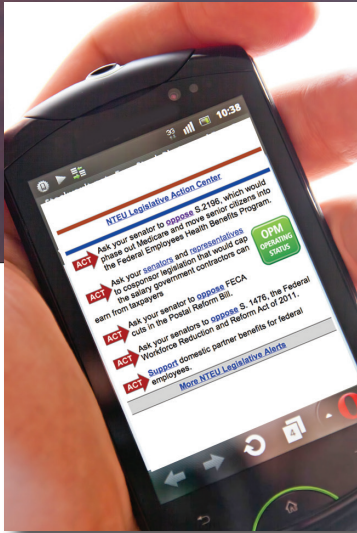 10:38
NTEU Legislative Action Center
ACT
Ask your senator to oppose S.2196, which would
phase out Medicare and move senior citizens into
the Federal Employees Health Benefits Program.
ACT
Ask your senators and representatives
to cosponsor legislation that would cap
the salary government contractors can
earn from taxpayers
OPM
OPERATING
STATUS
ACT
Ask your senator to oppose FECA
cuts in the Postal Reform Bill.
ACT
Ask your senators to oppose S. 1476, the Federal
Workforce Reduction and Reform Act of 2011.
ACT
Support domestic partner benefits for federal
employees.
More NTEU Legislative Alerts
4